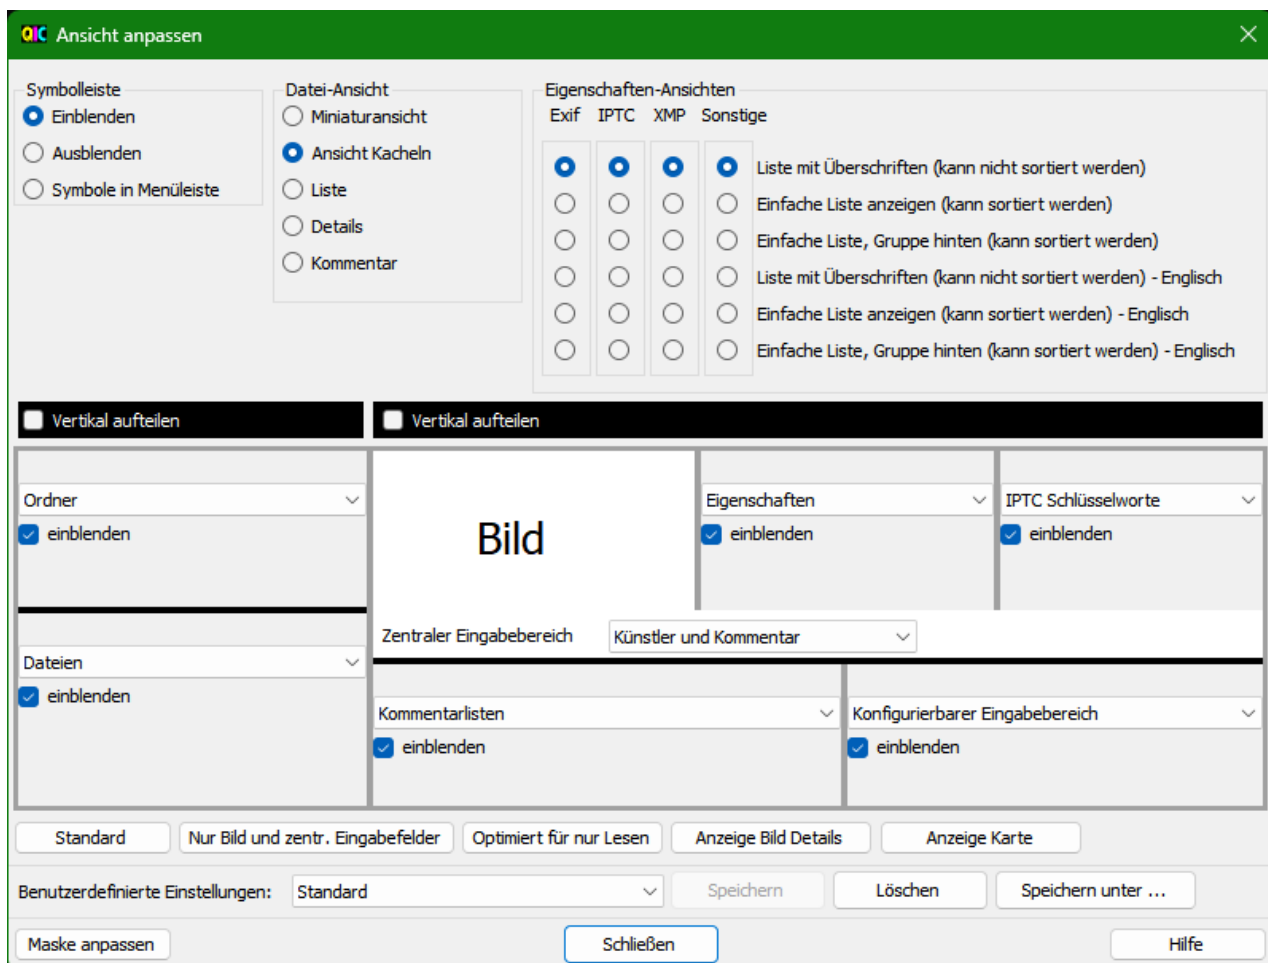 QIC Ansicht anpassen
Symbolleiste
Einblenden
Ausblenden
Symbole in Menüleiste
Datei-Ansicht
Miniaturansicht
Ansicht Kacheln
Liste
Details
Kommentar
Eigenschaften-Ansichten
Exif IPTC XMP Sonstige
Liste mit Überschriften (kann nicht sortiert werden)
Einfache Liste anzeigen (kann sortiert werden)
Einfache Liste, Gruppe hinten (kann sortiert werden)
Liste mit Überschriften (kann nicht sortiert werden) - Englisch
Einfache Liste anzeigen (kann sortiert werden) - Englisch
Einfache Liste, Gruppe hinten (kann sortiert werden) - Englisch
Vertikal aufteilen
Vertikal aufteilen
Ordner
einblenden
Dateien
einblenden
Bild
Eigenschaften
einblenden
IPTC Schlüsselworte
einblenden
Zentraler Eingabebereich Künstler und Kommentar
Kommentarlisten
einblenden
Konfigurierbarer Eingabebereich
einblenden
Standard Nur Bild und zentr. Eingabefelder Optimiert für nur Lesen Anzeige Bild Details Anzeige Karte
Benutzerdefinierte Einstellungen: Standard Speichern Löschen Speichern unter ...
Maske anpassen Schließen Hilfe